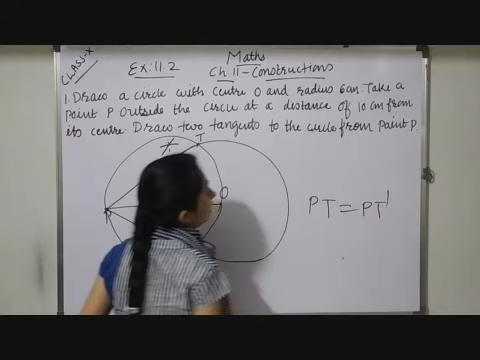 CLASS-X
Maths
Ex:11.2
Ch 11-Constructions
1. Draw a circle with centre O and radius 6cm. Take a
point P outside the circle at a distance of 10 cm from
its centre. Draw two tangents to the circle from point P.
T
O
P
PT = PT'